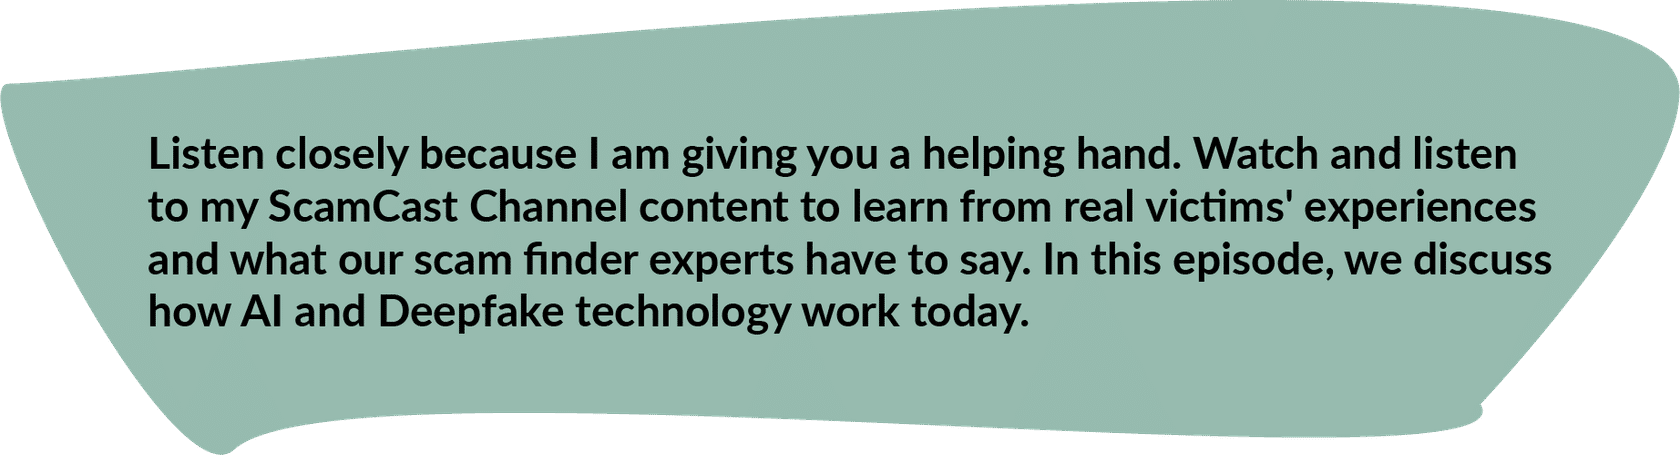 Listen closely because I am giving you a helping hand. Watch and listen
to my ScamCast Channel content to learn from real victims' experiences
and what our scam finder experts have to say. In this episode, we discuss
how AI and Deepfake technology work today.